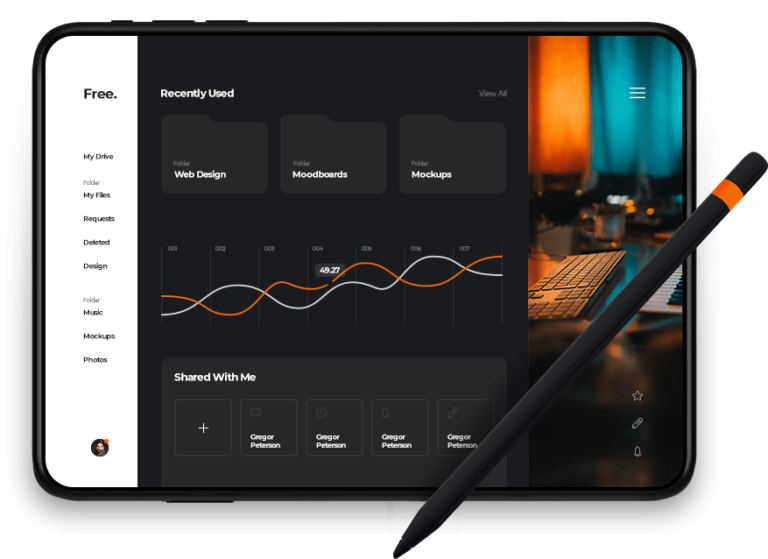 Free.
My Drive
Folder
My Files
Requests
Deleted
Design
Folder
Music
Mockups
Photos
Recently Used
View All
Folder
Web Design
Folder
Moodboards
Folder
Mockups
001 002 003 004 005 006 007
49.27
Shared With Me
+
Gregor
Peterson
Gregor
Peterson
Gregor
Peterson
Gregor
Peterson